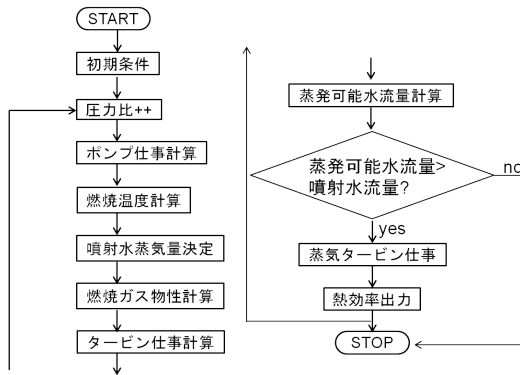 START
初期条件
圧力比++
ポンプ仕事計算
燃焼温度計算
噴射水蒸気量決定
燃焼ガス物性計算
タービン仕事計算
蒸発可能水流量計算
蒸発可能水流量>
噴射水流量?
no
yes
蒸気タービン仕事
熱効率出力
STOP